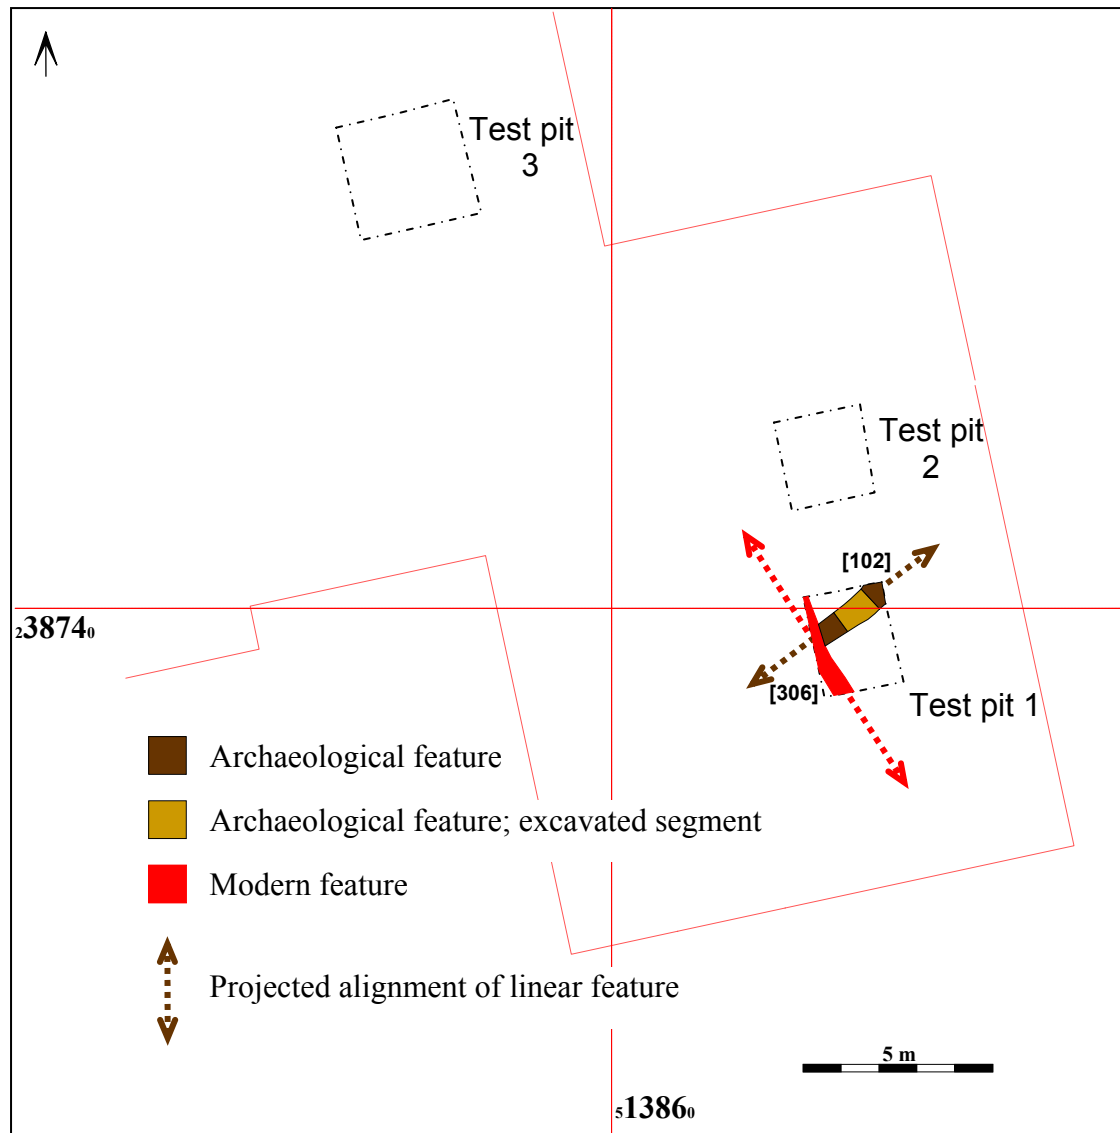 Test pit
3
Test pit
2
[102]
238740
[306]
Test pit 1
Archaeological feature
Archaeological feature; excavated segment
Modern feature
Projected alignment of linear feature
5 m
513860